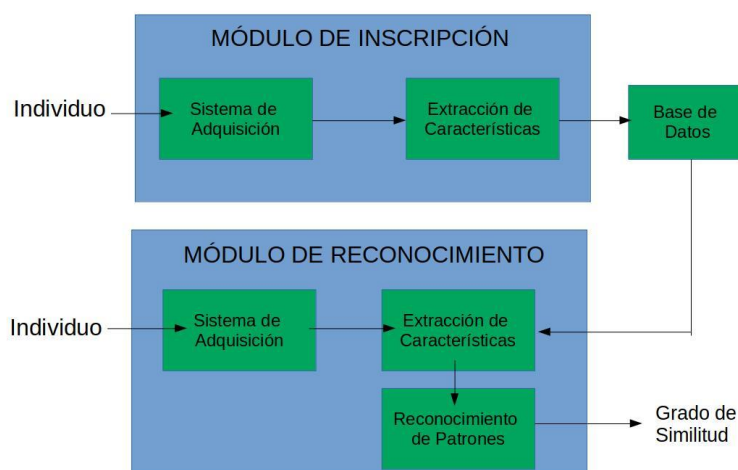 MÓDULO DE INSCRIPCIÓN
Individuo
Sistema de
Adquisición
Extracción de
Características
Base de
Datos
MÓDULO DE RECONOCIMIENTO
Individuo
Sistema de
Adquisición
Extracción de
Características
Reconocimiento
de Patrones
Grado de
Similitud